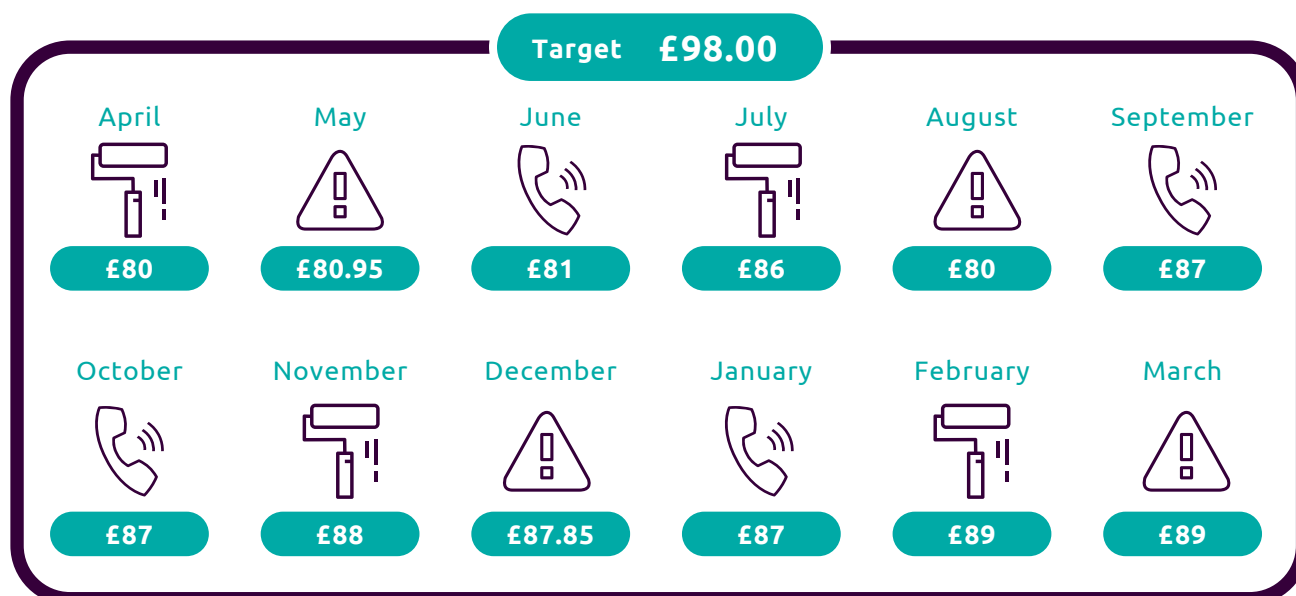 Target £98.00
April May June July August September
£80 £80.95 £81 £86 £80 £87
October November December January February March
£87 £88 £87.85 £87 £89 £89